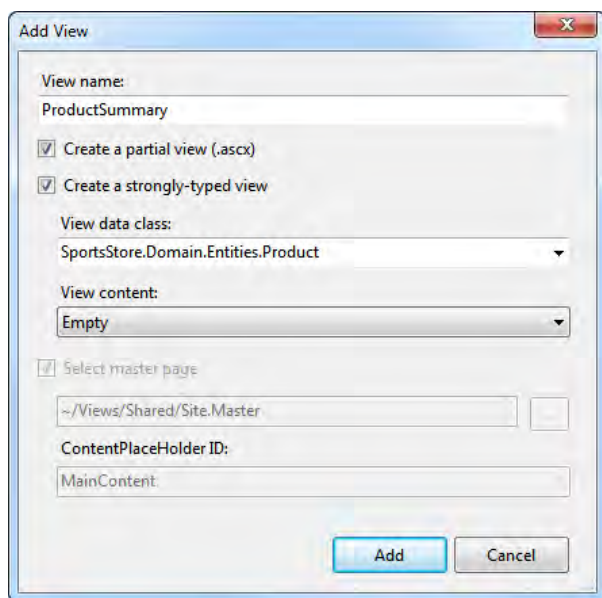 Add View
View name:
ProductSummary
Create a partial view (.ascx)
Create a strongly-typed view
View data class:
SportsStore.Domain.Entities.Product
View content:
Empty
Select master page
~/Views/Shared/Site.Master
...
ContentPlaceHolder ID:
MainContent
Add
Cancel